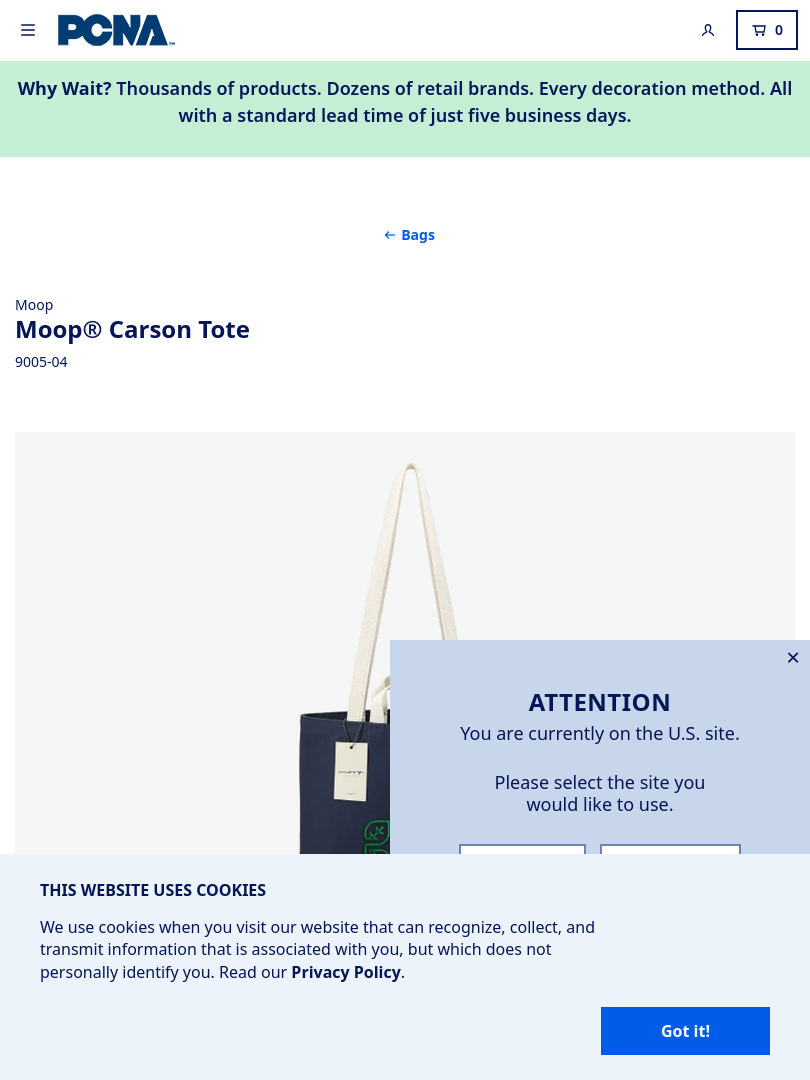 PCNA™
0
Why Wait? Thousands of products. Dozens of retail brands. Every decoration method. All
with a standard lead time of just five business days.
← Bags
Moop
Moop® Carson Tote
9005-04
moop
ATTENTION
You are currently on the U.S. site.
Please select the site you
would like to use.
THIS WEBSITE USES COOKIES
We use cookies when you visit our website that can recognize, collect, and
transmit information that is associated with you, but which does not
personally identify you. Read our Privacy Policy.
Got it!